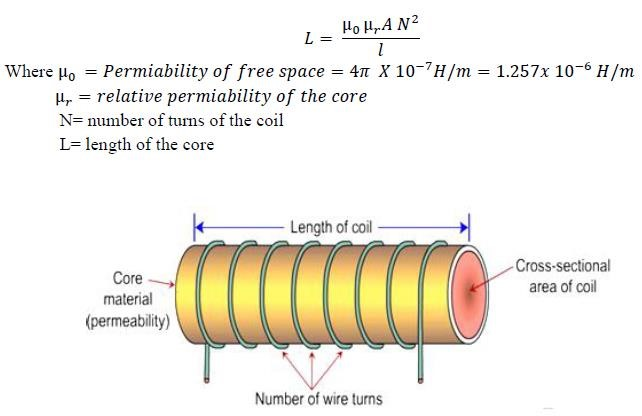 L = μ₀ μᵣA N² / l
Where μ₀ = Permiability of free space = 4π X 10⁻⁷H/m = 1.257x 10⁻⁶ H/m
μᵣ = relative permiability of the core
N= number of turns of the coil
L= length of the core
Length of coil
Core
material
(permeability)
Cross-sectional
area of coil
Number of wire turns